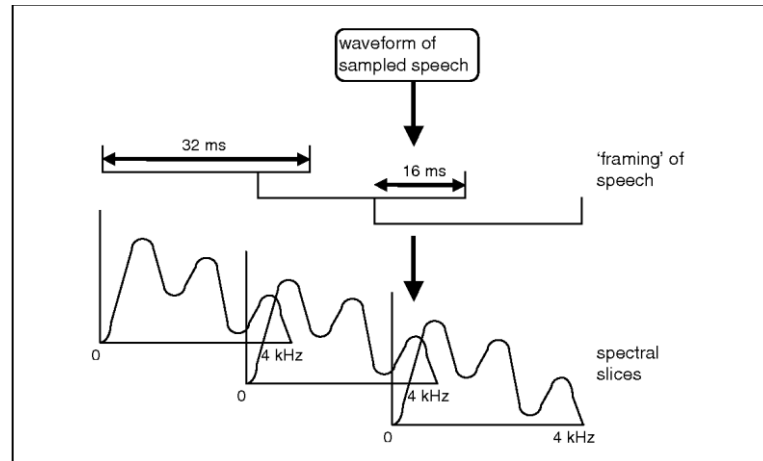 waveform of
sampled speech
32 ms
16 ms
‘framing’ of
speech
0
4 kHz
0
4 kHz
0
4 kHz
spectral
slices